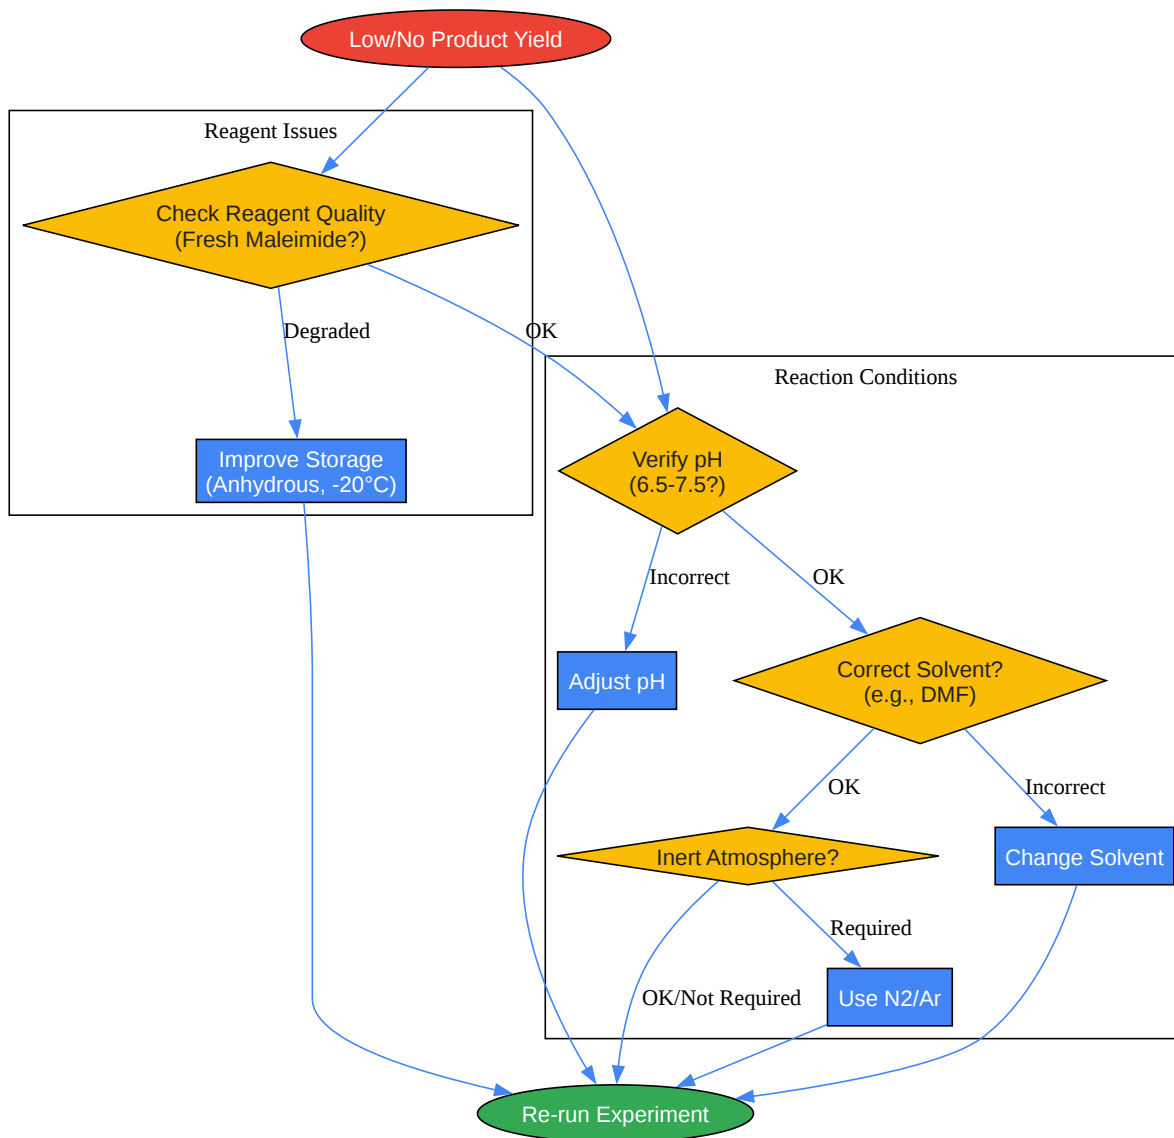 Low/No Product Yield
Reagent Issues
Check Reagent Quality
(Fresh Maleimide?)
Degraded
OK
Reaction Conditions
Improve Storage
(Anhydrous, -20°C)
Verify pH
(6.5-7.5?)
Incorrect
OK
Adjust pH
Correct Solvent?
(e.g., DMF)
OK
Incorrect
Inert Atmosphere?
Change Solvent
Required
OK/Not Required
Use N2/Ar
Re-run Experiment